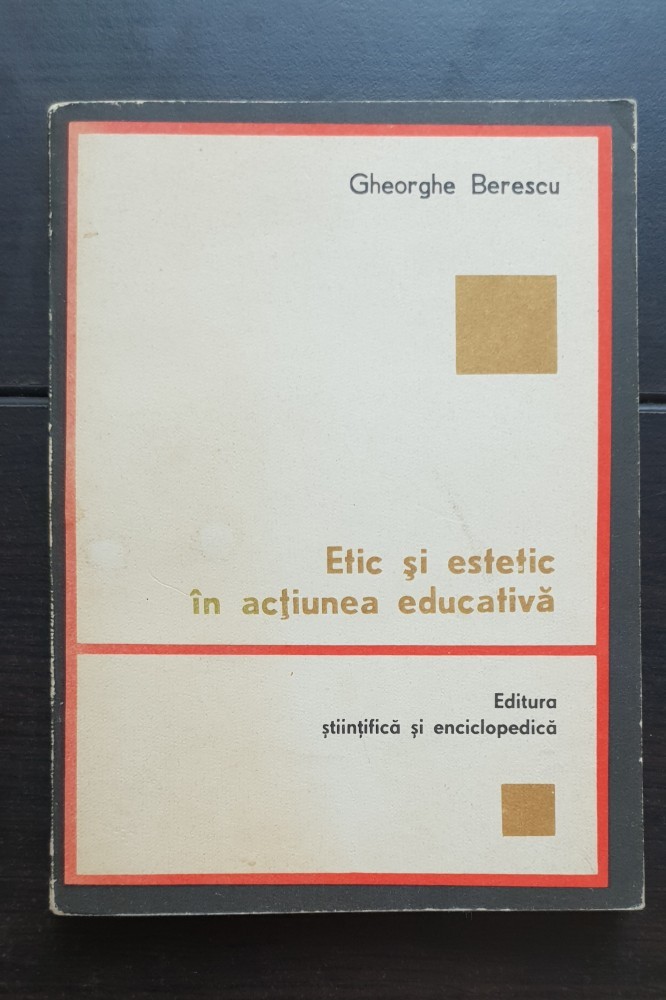 Gheorghe Berescu
Etic şi estetic
în acţiunea educativă
Editura
ştiinţifică şi enciclopedică